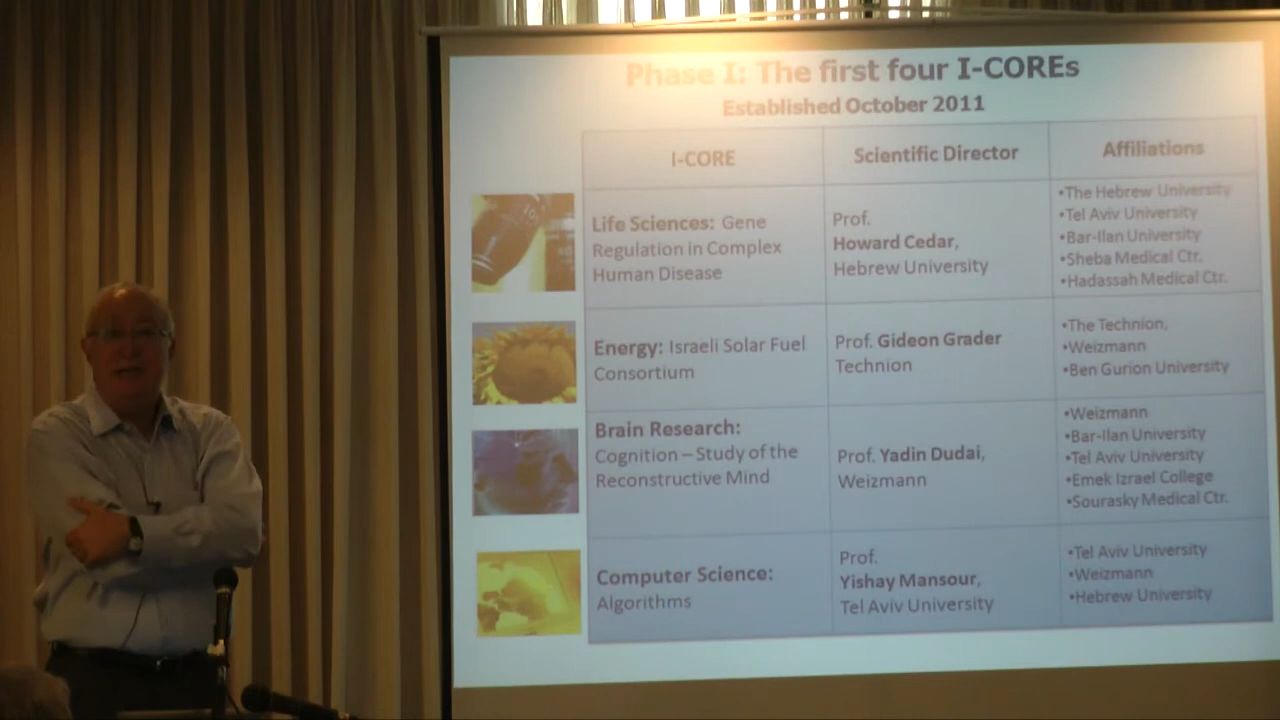 Phase I: The first four I-COREs
Established October 2011
I-CORE
Scientific Director
Affiliations
Life Sciences: Gene
Regulation in Complex
Human Disease
Prof.
Howard Cedar,
Hebrew University
•The Hebrew University
•Tel Aviv University
•Bar-Ilan University
•Sheba Medical Ctr.
•Hadassah Medical Ctr.
Energy: Israeli Solar Fuel
Consortium
Prof. Gideon Grader
Technion
•The Technion,
•Weizmann
•Ben Gurion University
Brain Research:
Cognition – Study of the
Reconstructive Mind
Prof. Yadin Dudai,
Weizmann
•Weizmann
•Bar-Ilan University
•Tel Aviv University
•Emek Izrael College
•Sourasky Medical Ctr.
Computer Science:
Algorithms
Prof.
Yishay Mansour,
Tel Aviv University
•Tel Aviv University
•Weizmann
•Hebrew University